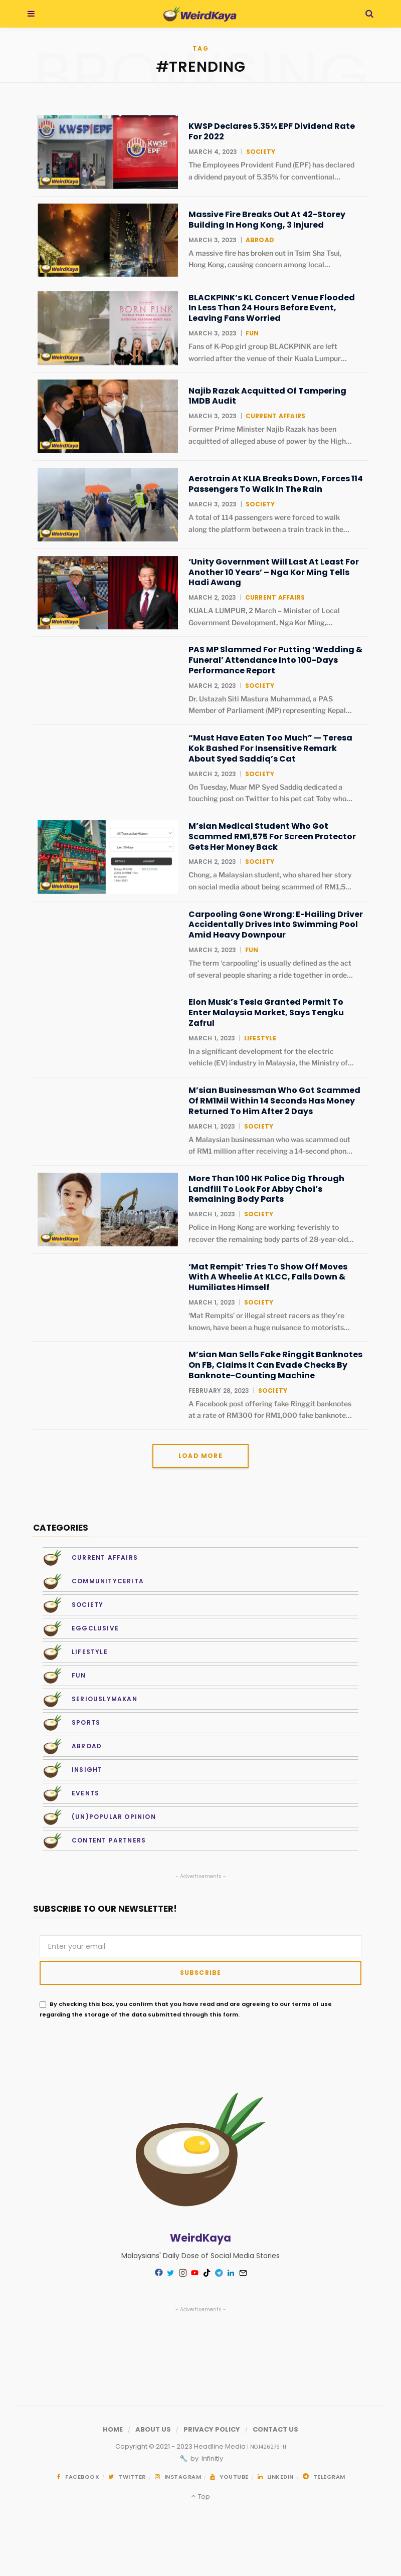 WeirdKaya
BROWSING
TAG
#TRENDING
KWSP EPF
KWSP
EPF
WeirdKaya
KWSP Declares 5.35% EPF Dividend Rate
For 2022
MARCH 4, 2023 | SOCIETY
The Employees Provident Fund (EPF) has declared
a dividend payout of 5.35% for conventional...
WeirdKaya
Massive Fire Breaks Out At 42-Storey
Building In Hong Kong, 3 Injured
MARCH 3, 2023 | ABROAD
A massive fire has broken out in Tsim Sha Tsui,
Hong Kong, causing concern among local...
BORN PINK
WeirdKaya
BLACKPINK's KL Concert Venue Flooded
In Less Than 24 Hours Before Event,
Leaving Fans Worried
MARCH 3, 2023 | FUN
Fans of K-Pop girl group BLACKPINK are left
worried after the venue of their Kuala Lumpur...
WeirdKaya
Najib Razak Acquitted Of Tampering
1MDB Audit
MARCH 3, 2023 | CURRENT AFFAIRS
Former Prime Minister Najib Razak has been
acquitted of alleged abuse of power by the High...
WeirdKaya
Aerotrain At KLIA Breaks Down, Forces 114
Passengers To Walk In The Rain
MARCH 3, 2023 | SOCIETY
A total of 114 passengers were forced to walk
along the platform between a train track in the...
WeirdKaya
'Unity Government Will Last At Least For
Another 10 Years' – Nga Kor Ming Tells
Hadi Awang
MARCH 2, 2023 | CURRENT AFFAIRS
KUALA LUMPUR, 2 March – Minister of Local
Government Development, Nga Kor Ming,...
PAS MP Slammed For Putting 'Wedding &
Funeral' Attendance Into 100-Days
Performance Report
MARCH 2, 2023 | SOCIETY
Dr. Ustazah Siti Mastura Muhammad, a PAS
Member of Parliament (MP) representing Kepal...
"Must Have Eaten Too Much" — Teresa
Kok Bashed For Insensitive Remark
About Syed Saddiq's Cat
MARCH 2, 2023 | SOCIETY
On Tuesday, Muar MP Syed Saddiq dedicated a
touching post on Twitter to his pet cat Toby who...
WeirdKaya
M'sian Medical Student Who Got
Scammed RM1,575 For Screen Protector
Gets Her Money Back
MARCH 2, 2023 | SOCIETY
Chong, a Malaysian student, who shared her story
on social media about being scammed of RM1,5...
Carpooling Gone Wrong: E-Hailing Driver
Accidentally Drives Into Swimming Pool
Amid Heavy Downpour
MARCH 2, 2023 | FUN
The term 'carpooling' is usually defined as the act
of several people sharing a ride together in orde...
Elon Musk's Tesla Granted Permit To
Enter Malaysia Market, Says Tengku
Zafrul
MARCH 1, 2023 | LIFESTYLE
In a significant development for the electric
vehicle (EV) industry in Malaysia, the Ministry of...
M'sian Businessman Who Got Scammed
Of RM1Mil Within 14 Seconds Has Money
Returned To Him After 2 Days
MARCH 1, 2023 | SOCIETY
A Malaysian businessman who was scammed out
of RM1 million after receiving a 14-second phon...
WeirdKaya
More Than 100 HK Police Dig Through
Landfill To Look For Abby Choi's
Remaining Body Parts
MARCH 1, 2023 | SOCIETY
Police in Hong Kong are working feverishly to
recover the remaining body parts of 28-year-old...
'Mat Rempit' Tries To Show Off Moves
With A Wheelie At KLCC, Falls Down &
Humiliates Himself
MARCH 1, 2023 | SOCIETY
'Mat Rempits' or illegal street racers as they're
known, have been a huge nuisance to motorists...
M'sian Man Sells Fake Ringgit Banknotes
On FB, Claims It Can Evade Checks By
Banknote-Counting Machine
FEBRUARY 28, 2023 | SOCIETY
A Facebook post offering fake Ringgit banknotes
at a rate of RM300 for RM1,000 fake banknote...
LOAD MORE
CATEGORIES
CURRENT AFFAIRS
COMMUNITYCERITA
SOCIETY
EGGCLUSIVE
LIFESTYLE
FUN
SERIOUSLYMAKAN
SPORTS
ABROAD
INSIGHT
EVENTS
(UN)POPULAR OPINION
CONTENT PARTNERS
- Advertisements -
SUBSCRIBE TO OUR NEWSLETTER!
Enter your email
SUBSCRIBE
By checking this box, you confirm that you have read and are agreeing to our terms of use
regarding the storage of the data submitted through this form.
WeirdKaya
Malaysians' Daily Dose of Social Media Stories
- Advertisements -
HOME / ABOUT US / PRIVACY POLICY / CONTACT US
Copyright © 2021 - 2023 Headline Media | NO.1426279-H
by Infinitly
FACEBOOK / TWITTER / INSTAGRAM / YOUTUBE / LINKEDIN / TELEGRAM
Top